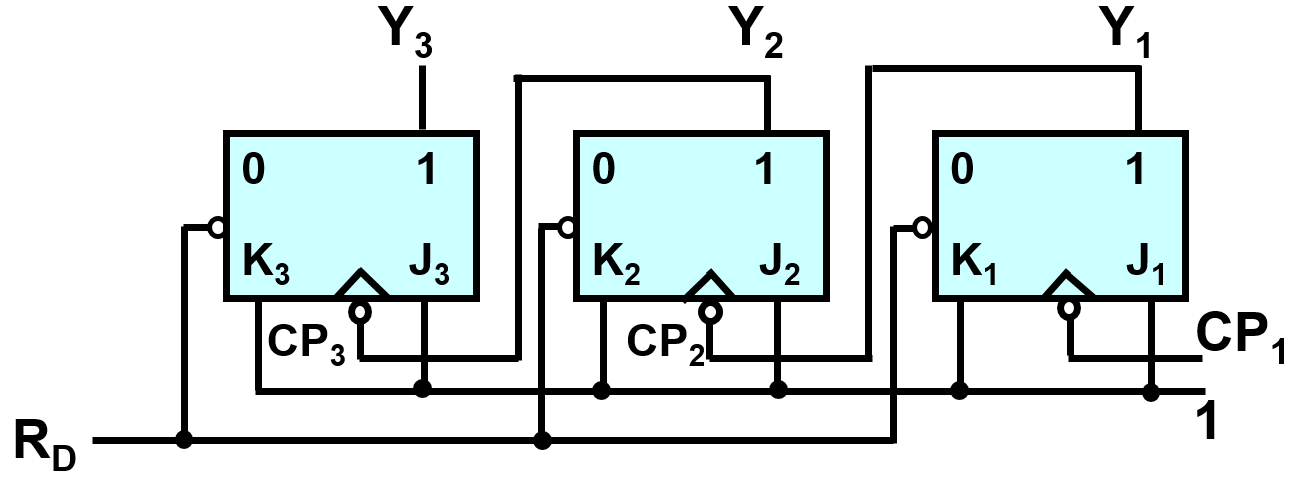 Y3 Y2 Y1
0 1 0 1 0 1
K3 J3 K2 J2 K1 J1
CP3 CP2 CP1
1
RD